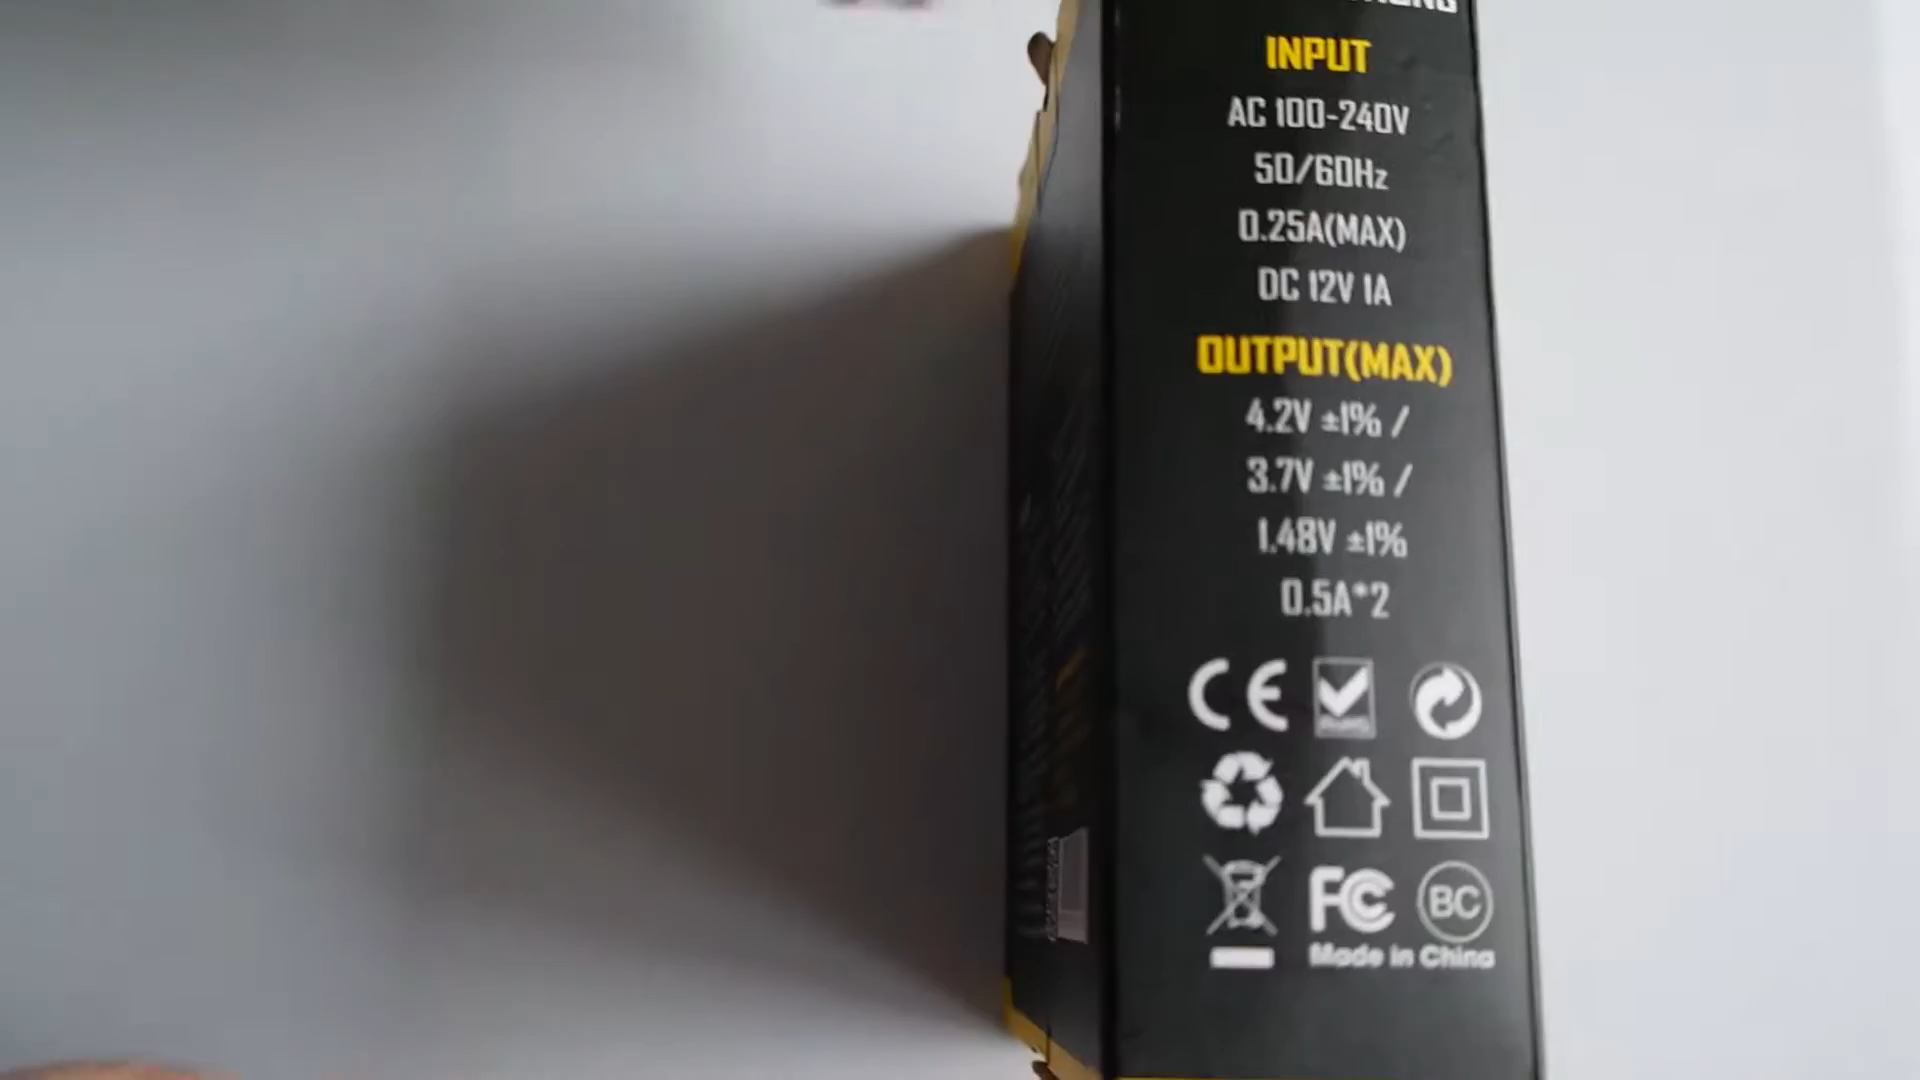 INPUT
AC 100-240V
50/60Hz
0.25A(MAX)
DC 12V 1A
OUTPUT(MAX)
4.2V ±1% /
3.7V ±1% /
1.48V ±1%
0.5A*2
CE
RoHS
FC
BC
Made in China